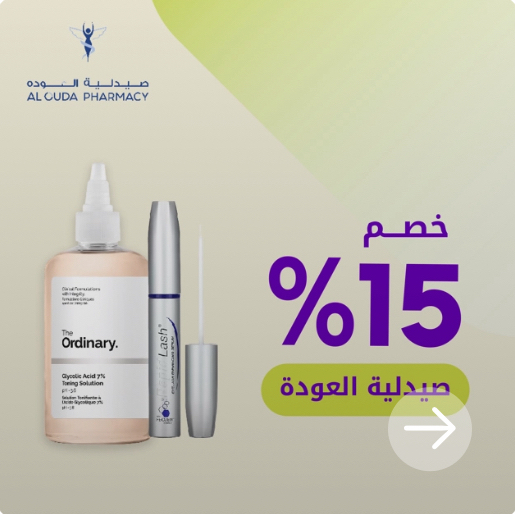 صيدلية العوده
AL OUDA PHARMACY
خصم
%15
صيدلية العودة
The
Ordinary.
Glycolic Acid 7%
Toning Solution
Lash